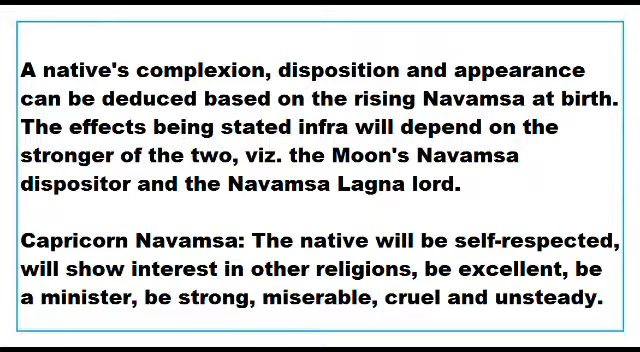 A native's complexion, disposition and appearance
can be deduced based on the rising Navamsa at birth.
The effects being stated infra will depend on the
stronger of the two, viz. the Moon's Navamsa
dispositor and the Navamsa Lagna lord.
Capricorn Navamsa: The native will be self-respected,
will show interest in other religions, be excellent, be
a minister, be strong, miserable, cruel and unsteady.